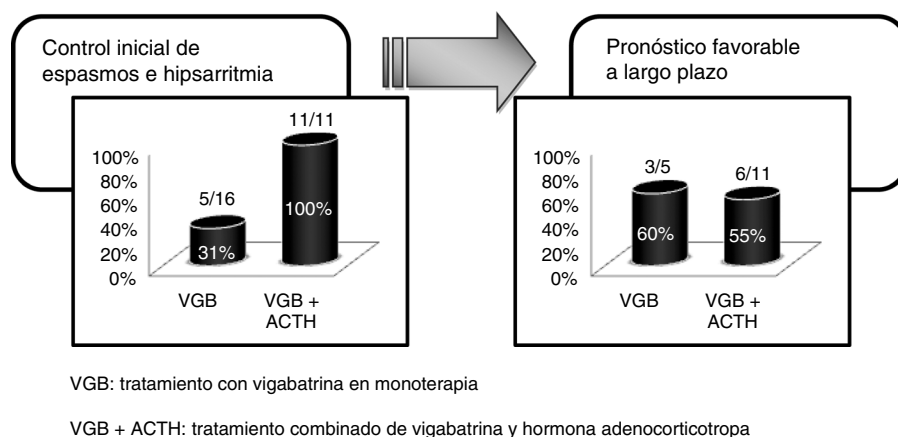 Control inicial de
espasmos e hipsarritmia
Pronóstico favorable
a largo plazo
100%
80%
60%
40%
20%
0%
5/16
11/11
31%
100%
VGB
VGB +
ACTH
100%
80%
60%
40%
20%
0%
3/5
6/11
60%
55%
VGB
VGB +
ACTH
VGB: tratamiento con vigabatrina en monoterapia
VGB + ACTH: tratamiento combinado de vigabatrina y hormona adenocorticotropa